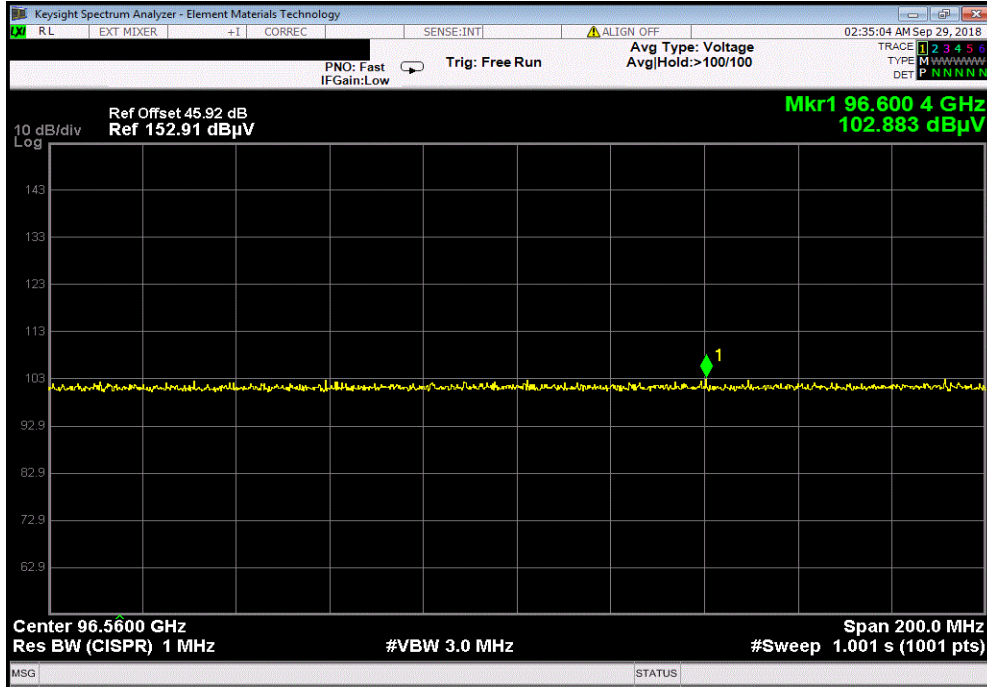 Keysight Spectrum Analyzer - Element Materials Technology
LXI RL EXT MIXER +I CORREC SENSE:INT ALIGN OFF 02:35:04 AM Sep 29, 2018
PNO: Fast
IFGain:Low
Trig: Free Run
Avg Type: Voltage
Avg|Hold:>100/100
TRACE 1 2 3 4 5 6
TYPE M WWWWW
DET P N N N N N
Ref Offset 45.92 dB
10 dB/div Ref 152.91 dBµV
Log
Mkr1 96.600 4 GHz
102.883 dBµV
143
133
123
113
103
92.9
82.9
72.9
62.9
1
Center 96.5600 GHz Span 200.0 MHz
Res BW (CISPR) 1 MHz #VBW 3.0 MHz #Sweep 1.001 s (1001 pts)
MSG STATUS